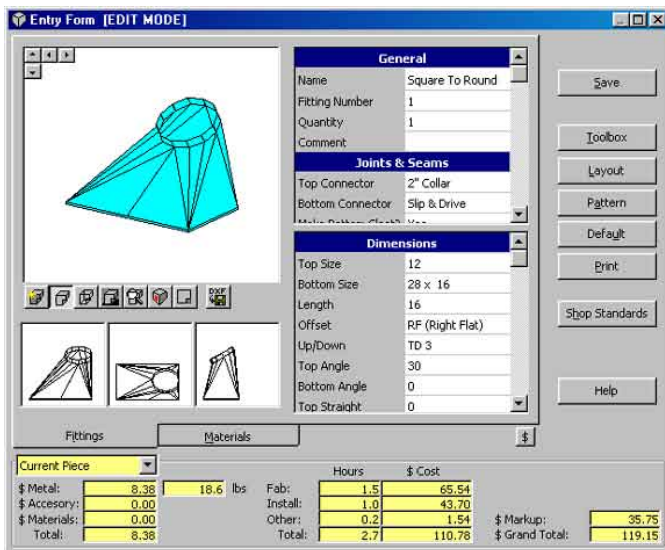 Entry Form [EDIT MODE]
General
Name Square To Round
Fitting Number 1
Quantity 1
Comment
Joints & Seams
Top Connector 2" Collar
Bottom Connector Slip & Drive
Dimensions
Top Size 12
Bottom Size 28 x 16
Length 16
Offset RF (Right Flat)
Up/Down TD 3
Top Angle 30
Bottom Angle 0
Top Straight 0
Save
Toolbox
Layout
Pattern
Default
Print
Shop Standards
Help
DXF
Fittings Materials $
Current Piece
Hours $ Cost
$ Metal: 8.38 18.6 lbs Fab: 1.5 65.54
$ Accesory: 0.00 Install: 1.0 43.70
$ Materials: 0.00 Other: 0.2 1.54 $ Markup: 35.75
Total: 8.38 Total: 2.7 110.78 $ Grand Total: 119.15